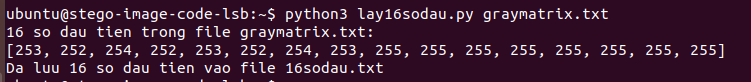 ubuntu@stego-image-code-lsb:~$ python3 lay16sodau.py graymatrix.txt
16 so dau tien trong file graymatrix.txt:
[253, 252, 254, 252, 253, 252, 254, 253, 255, 255, 255, 255, 255, 255, 255, 255]
Da luu 16 so dau tien vao file 16sodau.txt